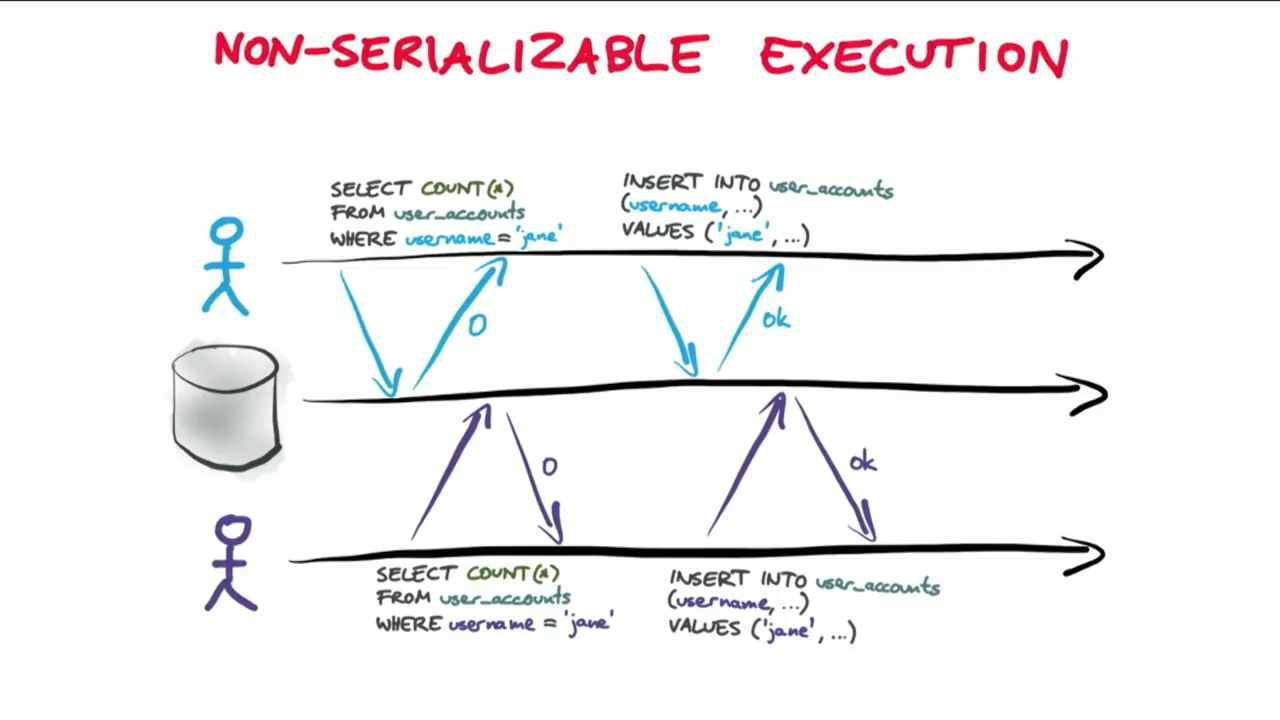 NON-SERIALIZABLE EXECUTION
SELECT COUNT(*)
FROM user_accounts
WHERE username = 'jane'
INSERT INTO user_accounts
(username, ...)
VALUES ('jane', ...)
0
ok
0
ok
SELECT COUNT(*)
FROM user_accounts
WHERE username = 'jane'
INSERT INTO user_accounts
(username, ...)
VALUES ('jane', ...)